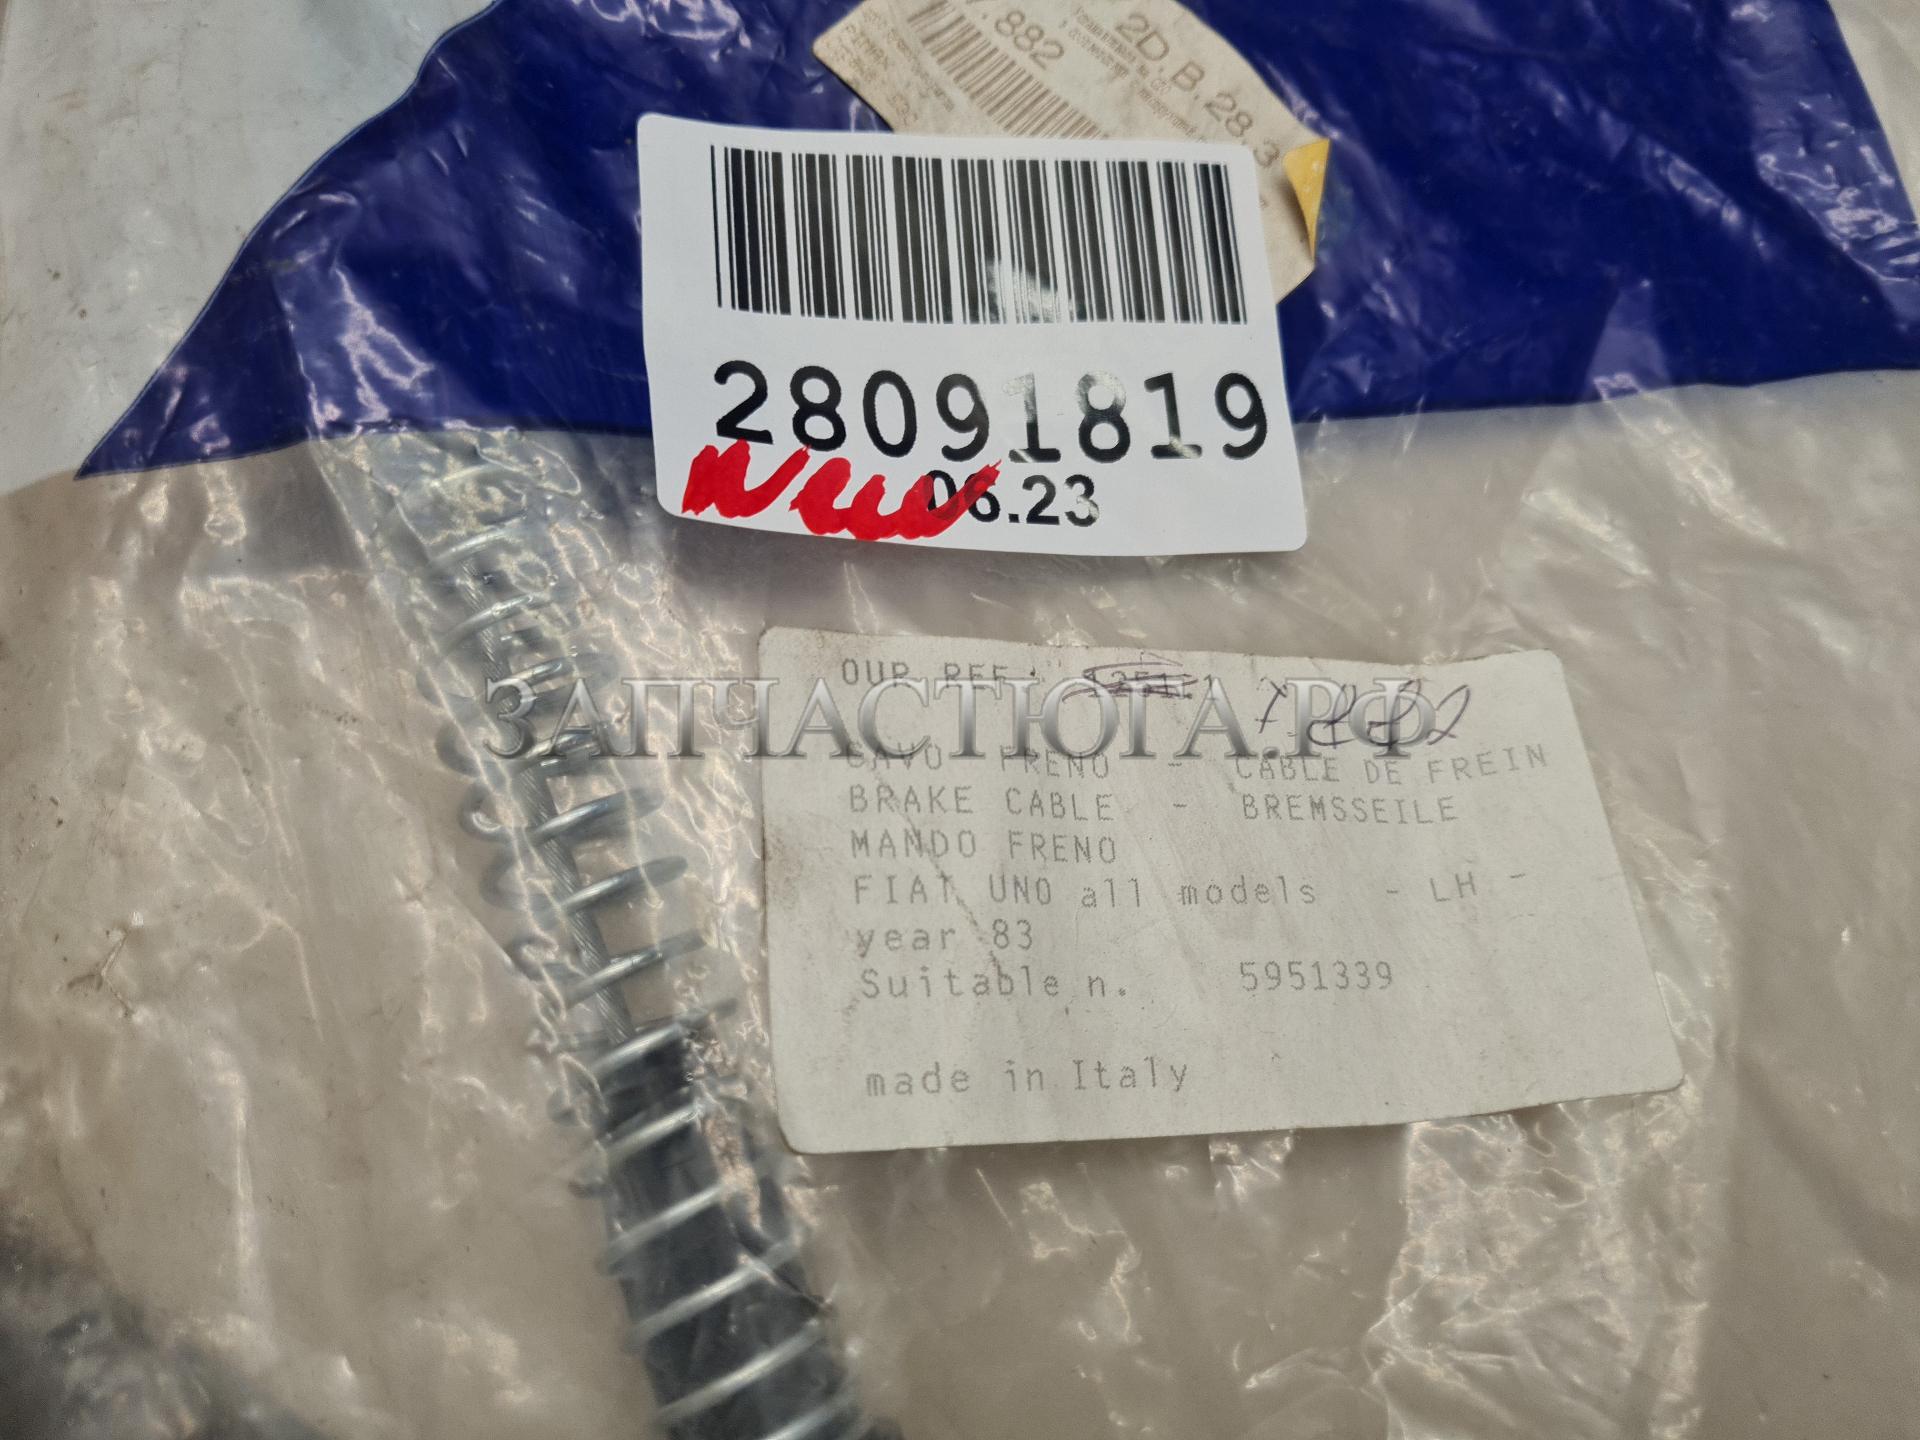 2D.B.28.3
.882
28091819
06.23
ЗАПЧАСТЮГА.РФ
OUR REF.
CAVO FRENO - CABLE DE FREIN
BRAKE CABLE - BREMSSEILE
MANDO FRENO
FIAT UNO all models - LH -
year 83
Suitable n. 5951339
made in Italy